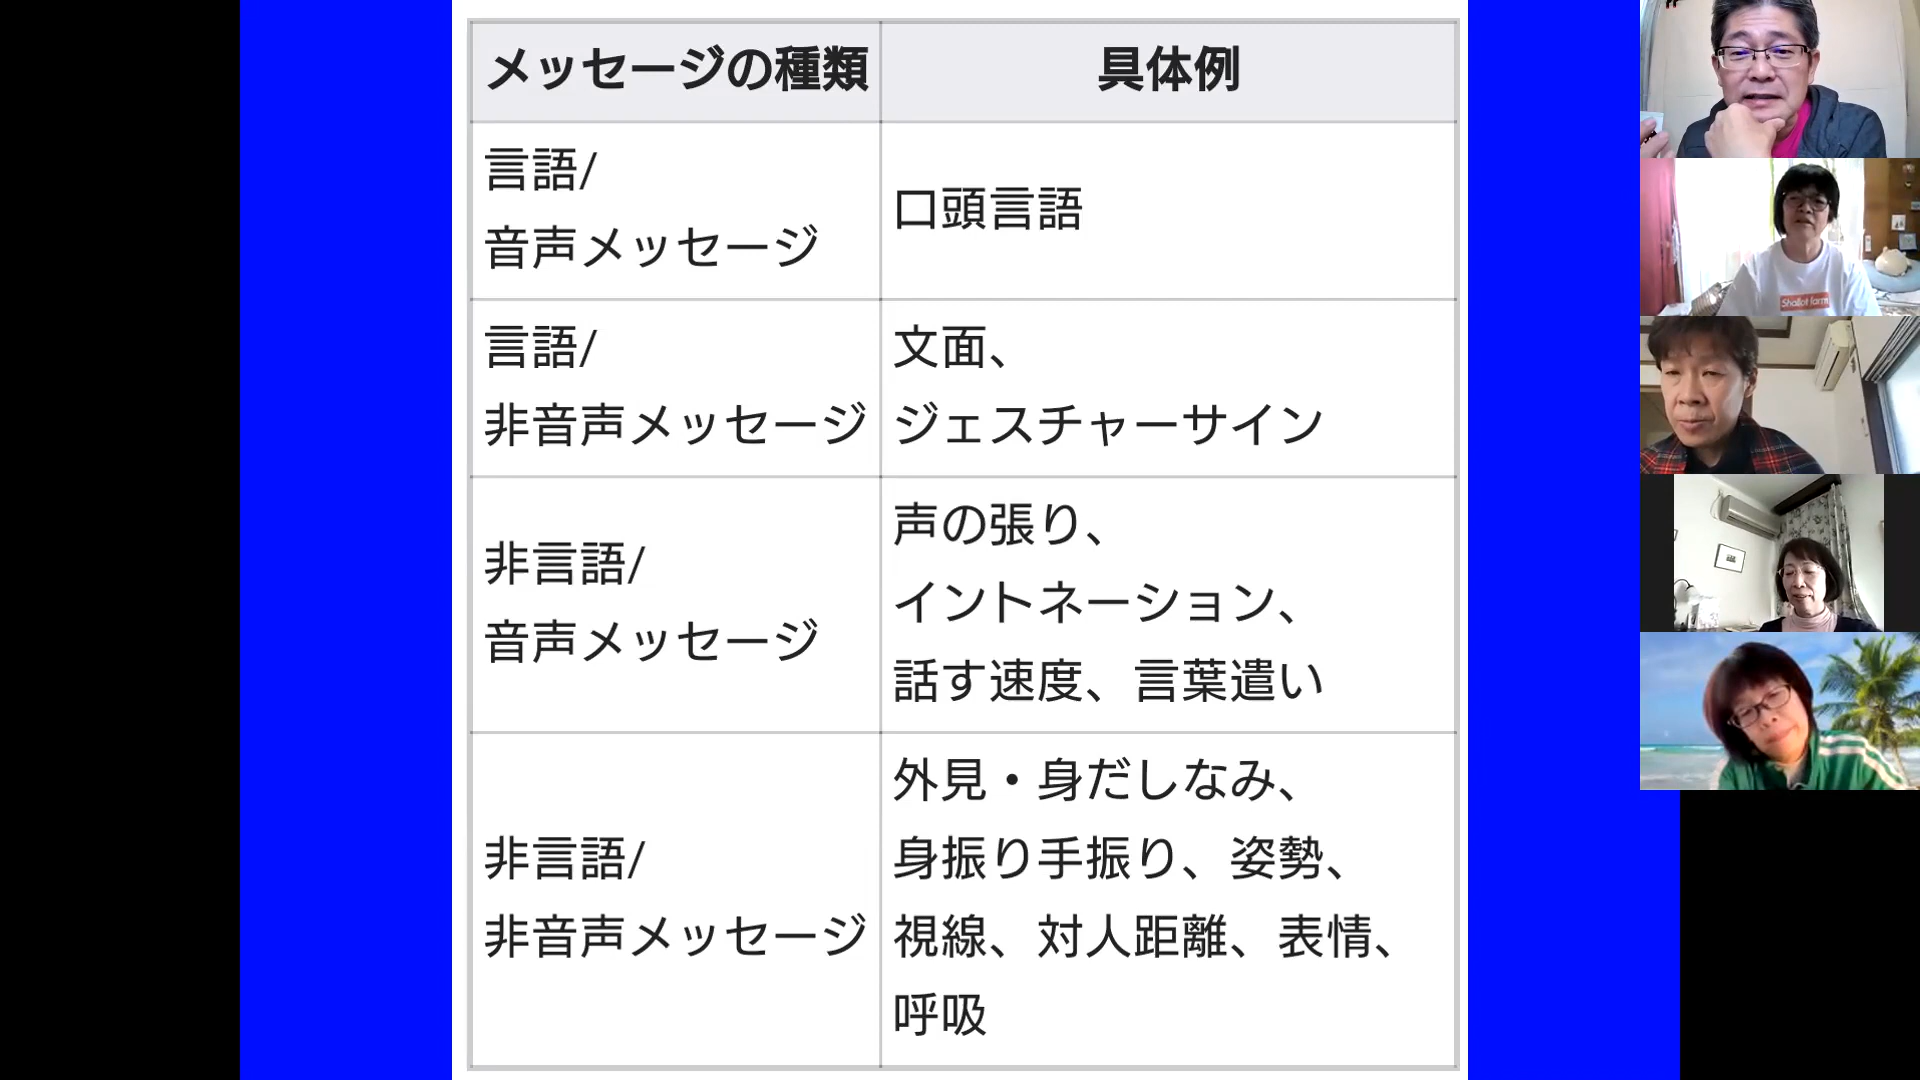 メッセージの種類
具体例
言語/
音声メッセージ
口頭言語
言語/
非音声メッセージ
文面、
ジェスチャーサイン
非言語/
音声メッセージ
声の張り、
イントネーション、
話す速度、言葉遣い
非言語/
非音声メッセージ
外見・身だしなみ、
身振り手振り、姿勢、
視線、対人距離、表情、
呼吸
Shallot farm